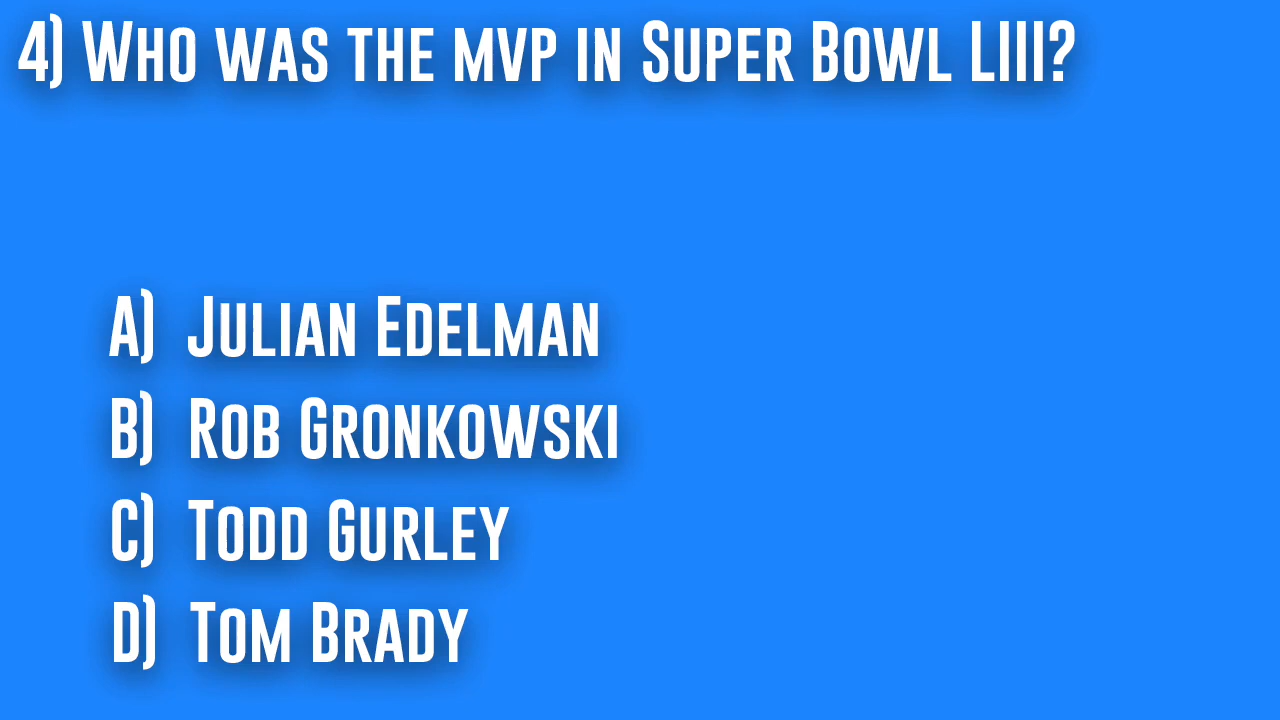 4) Who was the mvp in Super Bowl LIII?
A) Julian Edelman
B) Rob Gronkowski
C) Todd Gurley
D) Tom Brady